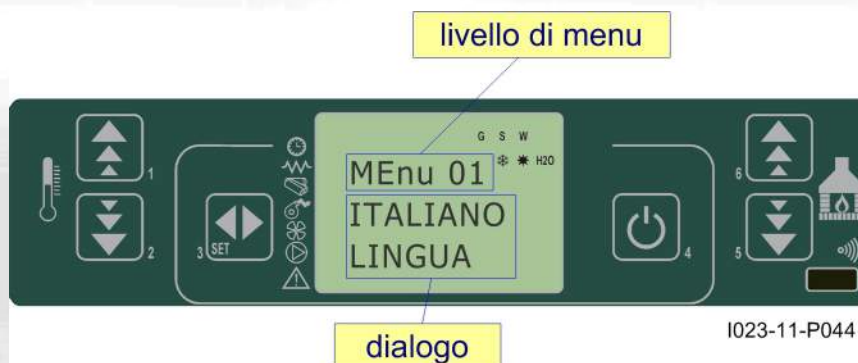 livello di menu
G S W
H2O
MEnu 01
ITALIANO
LINGUA
1
2
3 SET
4
5
6
dialogo
I023-11-P044